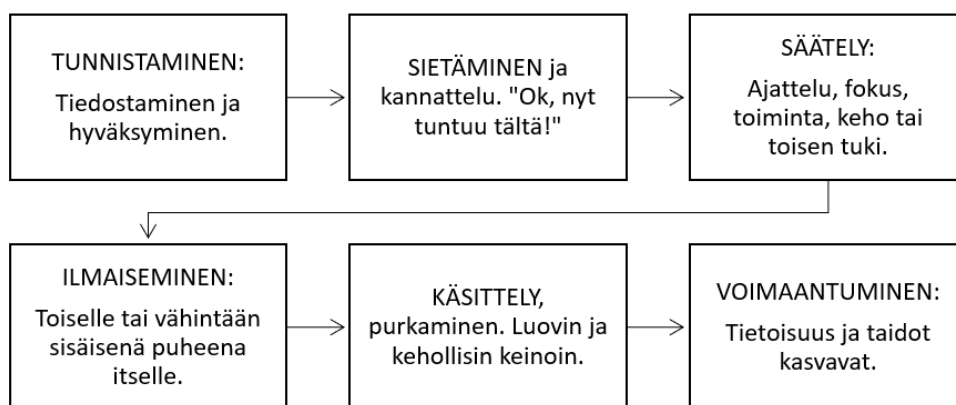 TUNNISTAMINEN:
Tiedostaminen ja
hyväksyminen.
SIETÄMINEN ja
kannattelu. "Ok, nyt
tuntuu tältä!"
SÄÄTELY:
Ajattelu, fokus,
toiminta, keho tai
toisen tuki.
ILMAISEMINEN:
Toiselle tai vähintään
sisäisenä puheena
itselle.
KÄSITTELY,
purkaminen. Luovin ja
kehollisin keinoin.
VOIMAANTUMINEN:
Tietoisuus ja taidot
kasvavat.